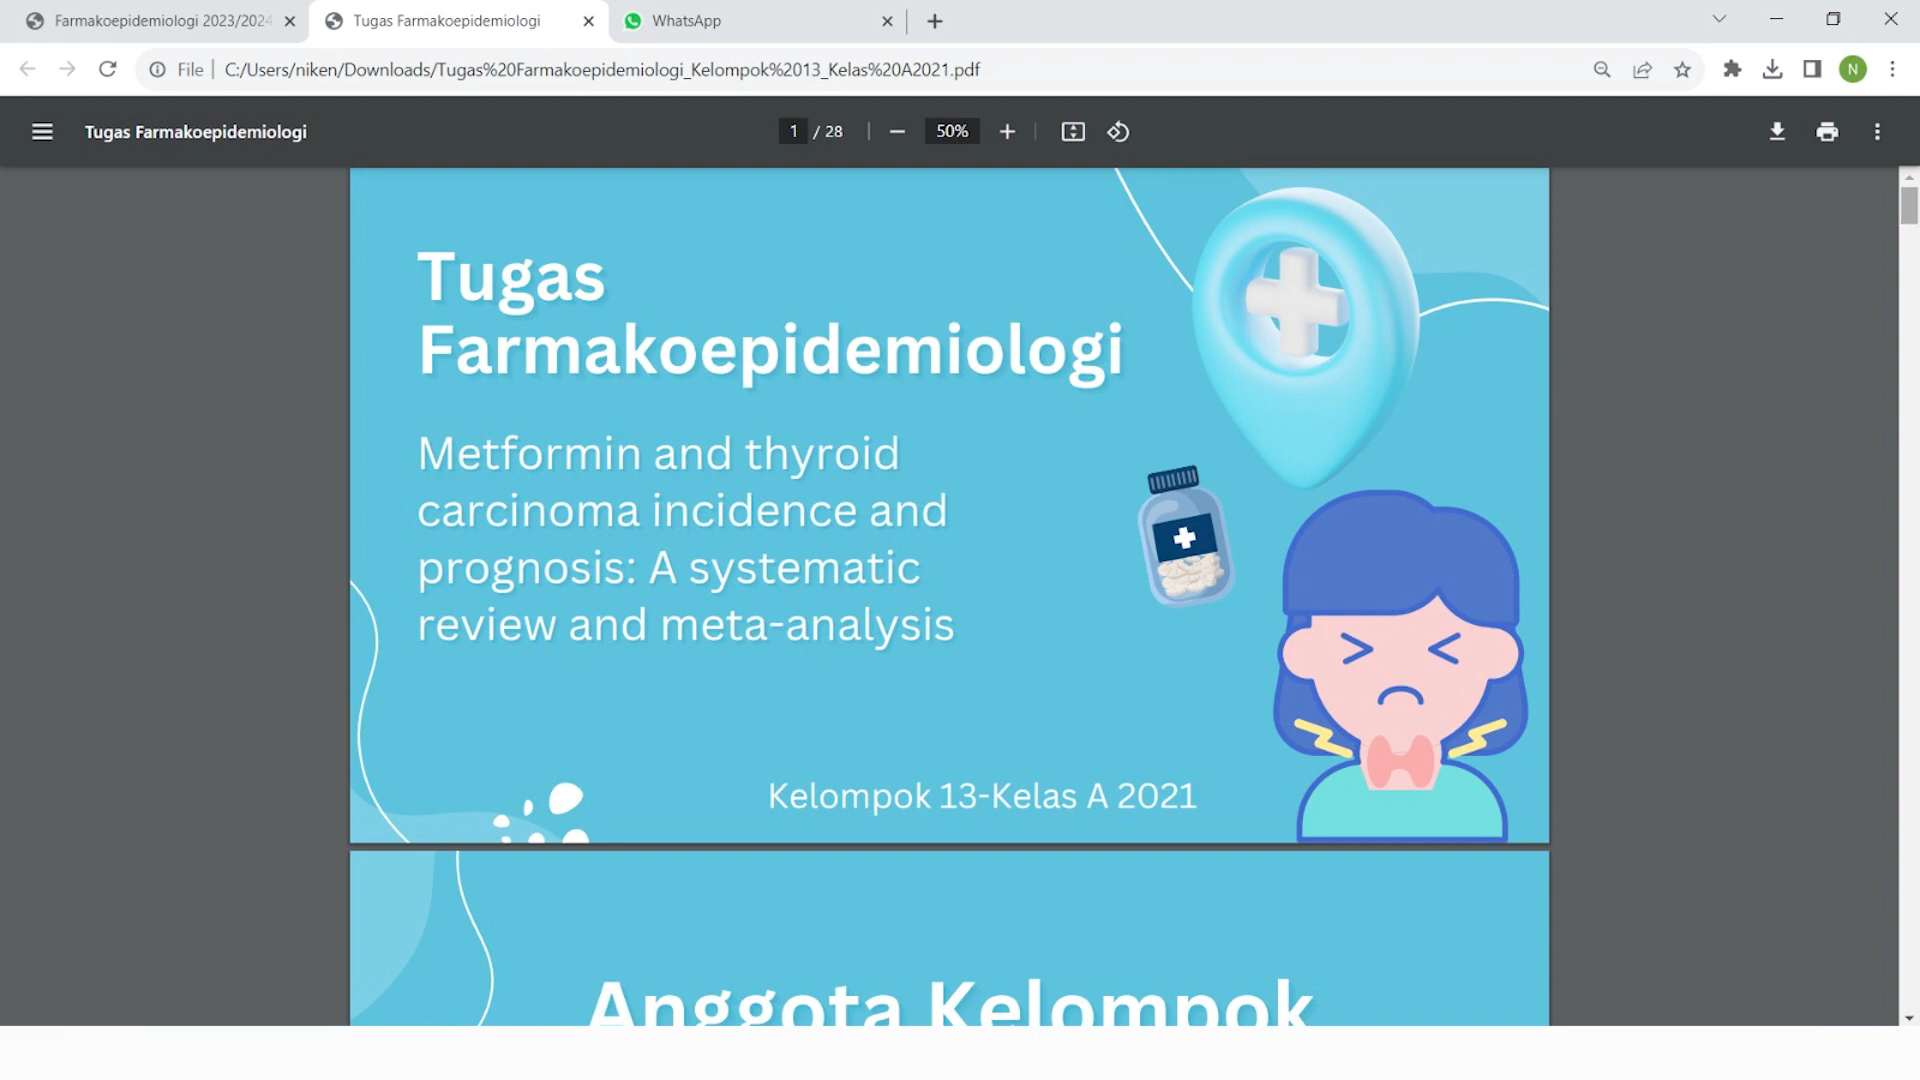 Farmakoepidemiologi 2023/2024
Tugas Farmakoepidemiologi
WhatsApp
File
C:/Users/niken/Downloads/Tugas%20Farmakoepidemiologi_Kelompok%2013_Kelas%20A2021.pdf
N
Tugas Farmakoepidemiologi
1 / 28
50%
Tugas
Farmakoepidemiologi
Metformin and thyroid
carcinoma incidence and
prognosis: A systematic
review and meta-analysis
Kelompok 13-Kelas A 2021
Anggota Kelompok